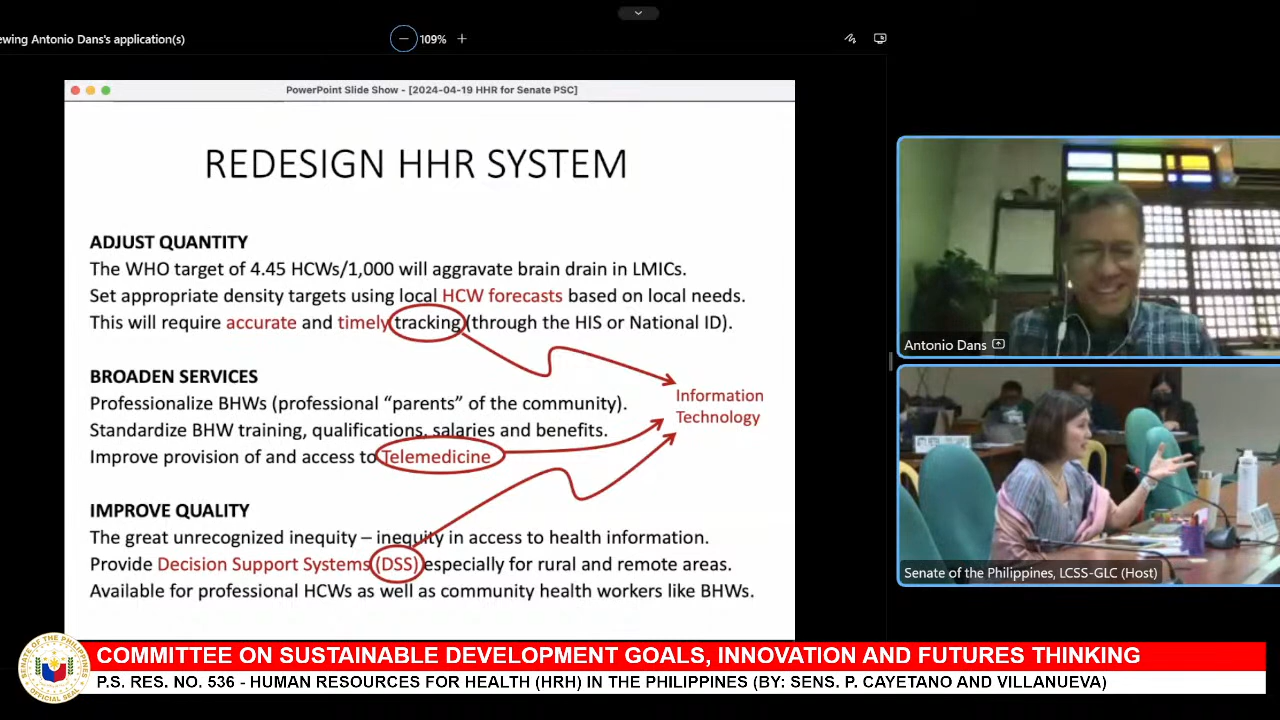 ewing Antonio Dans's application(s)
109%
PowerPoint Slide Show - [2024-04-19 HHR for Senate PSC]
REDESIGN HHR SYSTEM
ADJUST QUANTITY
The WHO target of 4.45 HCWs/1,000 will aggravate brain drain in LMICs.
Set appropriate density targets using local HCW forecasts based on local needs.
This will require accurate and timely tracking (through the HIS or National ID).
BROADEN SERVICES
Professionalize BHWs (professional “parents” of the community).
Standardize BHW training, qualifications, salaries and benefits.
Improve provision of and access to Telemedicine
Information
Technology
IMPROVE QUALITY
The great unrecognized inequity – inequity in access to health information.
Provide Decision Support Systems (DSS) especially for rural and remote areas.
Available for professional HCWs as well as community health workers like BHWs.
Antonio Dans
Senate of the Philippines, LCSS-GLC (Host)
SENATE OF THE PHILIPPINES
OFFICIAL SEAL
COMMITTEE ON SUSTAINABLE DEVELOPMENT GOALS, INNOVATION AND FUTURES THINKING
P.S. RES. NO. 536 - HUMAN RESOURCES FOR HEALTH (HRH) IN THE PHILIPPINES (BY: SENS. P. CAYETANO AND VILLANUEVA)